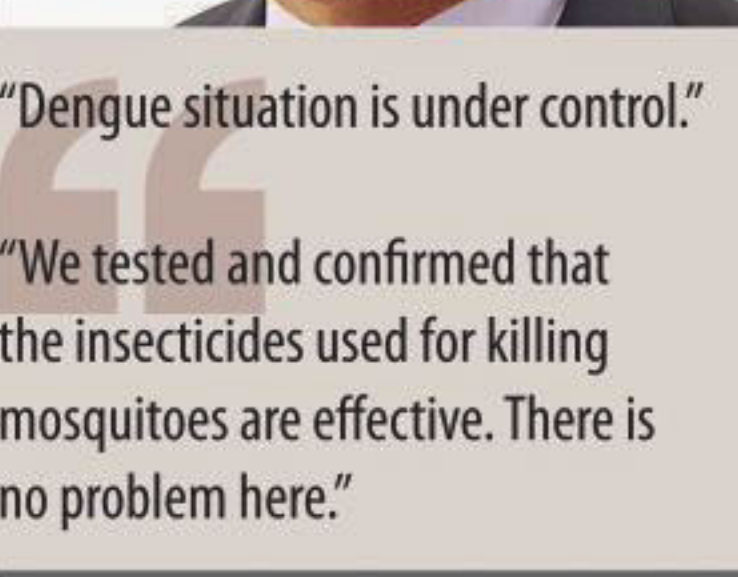 “Dengue situation is under control.”
“We tested and confirmed that
the insecticides used for killing
mosquitoes are effective. There is
no problem here.”